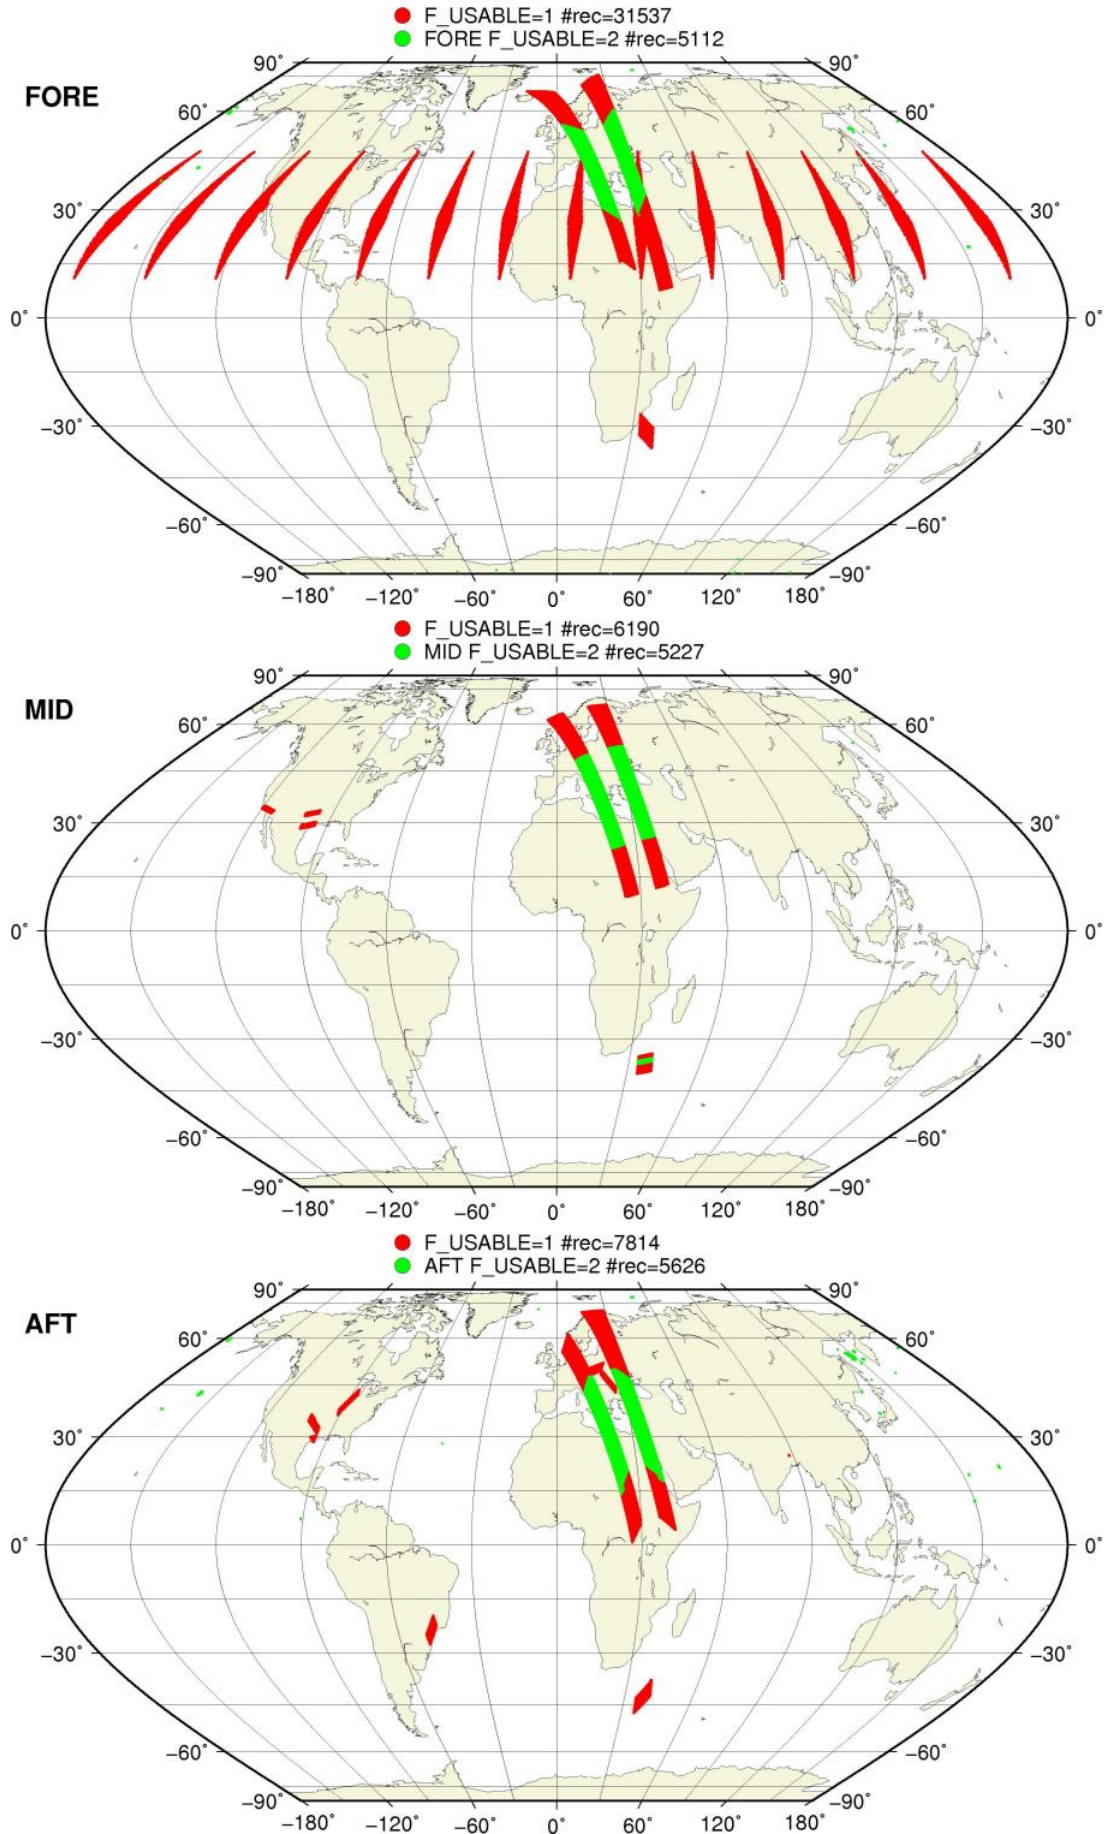 F_USABLE=1 #rec=31537
FORE F_USABLE=2 #rec=5112
FORE
90° 90°
60° 60°
30° 30°
0° 0°
−30° −30°
−60° −60°
−90° −90°
−180° −120° −60° 0° 60° 120° 180°
F_USABLE=1 #rec=6190
MID F_USABLE=2 #rec=5227
MID
90° 90°
60° 60°
30° 30°
0° 0°
−30° −30°
−60° −60°
−90° −90°
−180° −120° −60° 0° 60° 120° 180°
F_USABLE=1 #rec=7814
AFT F_USABLE=2 #rec=5626
AFT
90° 90°
60° 60°
30° 30°
0° 0°
−30° −30°
−60° −60°
−90° −90°
−180° −120° −60° 0° 60° 120° 180°